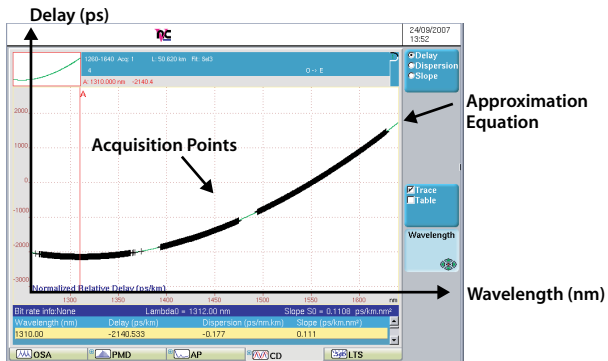 Delay (ps)
24/09/2007
13:52
1260-1640 Acq: 1 L: 50.620 km Fit: Sel3
4 O -- E
A: 1310.000 nm -2140.4
A
Delay
Dispersion
Slope
Approximation
Equation
Acquisition Points
2000
1000
0
-1000
-2000
-3000
Trace
Table
Wavelength
Normalized Relative Delay (ps/km)
1300 1350 1400 1450 1500 1550 1600 nm
Wavelength (nm)
Bit rate info:None Lambda0 = 1312.00 nm Slope S0 = 0.1108 ps/km.nm²
Wavelength (nm) Delay (ps/km) Dispersion (ps/nm.km) Slope (ps/km.nm²)
1310.00 -2140.533 -0.177 0.111
OSA PMD AP CD LTS